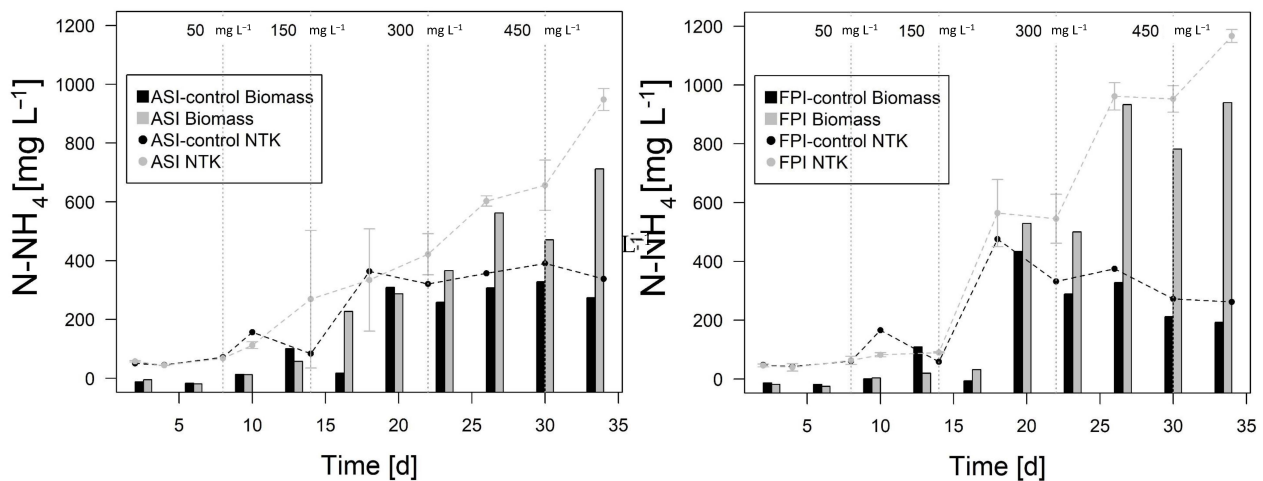 50 mg L⁻¹ 150 mg L⁻¹ 300 mg L⁻¹ 450 mg L⁻¹
1200
1000
800
600
400
200
0
N-NH₄ [mg L⁻¹]
ASI-control Biomass
ASI Biomass
ASI-control NTK
ASI NTK
5 10 15 20 25 30 35
Time [d]
50 mg L⁻¹ 150 mg L⁻¹ 300 mg L⁻¹ 450 mg L⁻¹
1200
1000
800
600
400
200
0
N-NH₄ [mg L⁻¹]
FPI-control Biomass
FPI Biomass
FPI-control NTK
FPI NTK
5 10 15 20 25 30 35
Time [d]